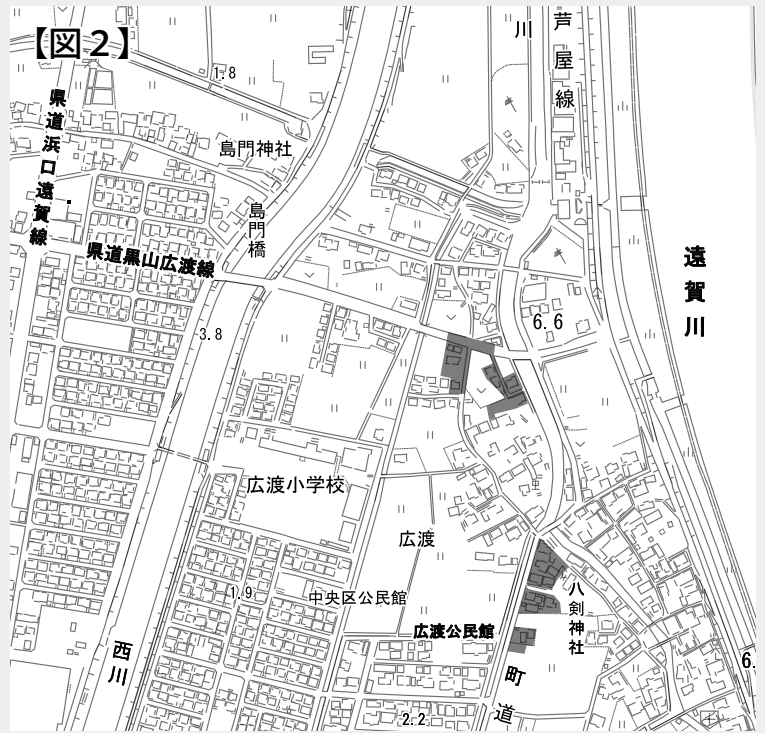 【図２】
川
芦屋線
1.8
県道浜口遠賀線
島門神社
島門橋
県道黒山広渡線
遠賀川
3.8
6.6
広渡小学校
広渡
1.9
中央区公民館
八剣神社
広渡公民館
西川
6.
町道
2.2